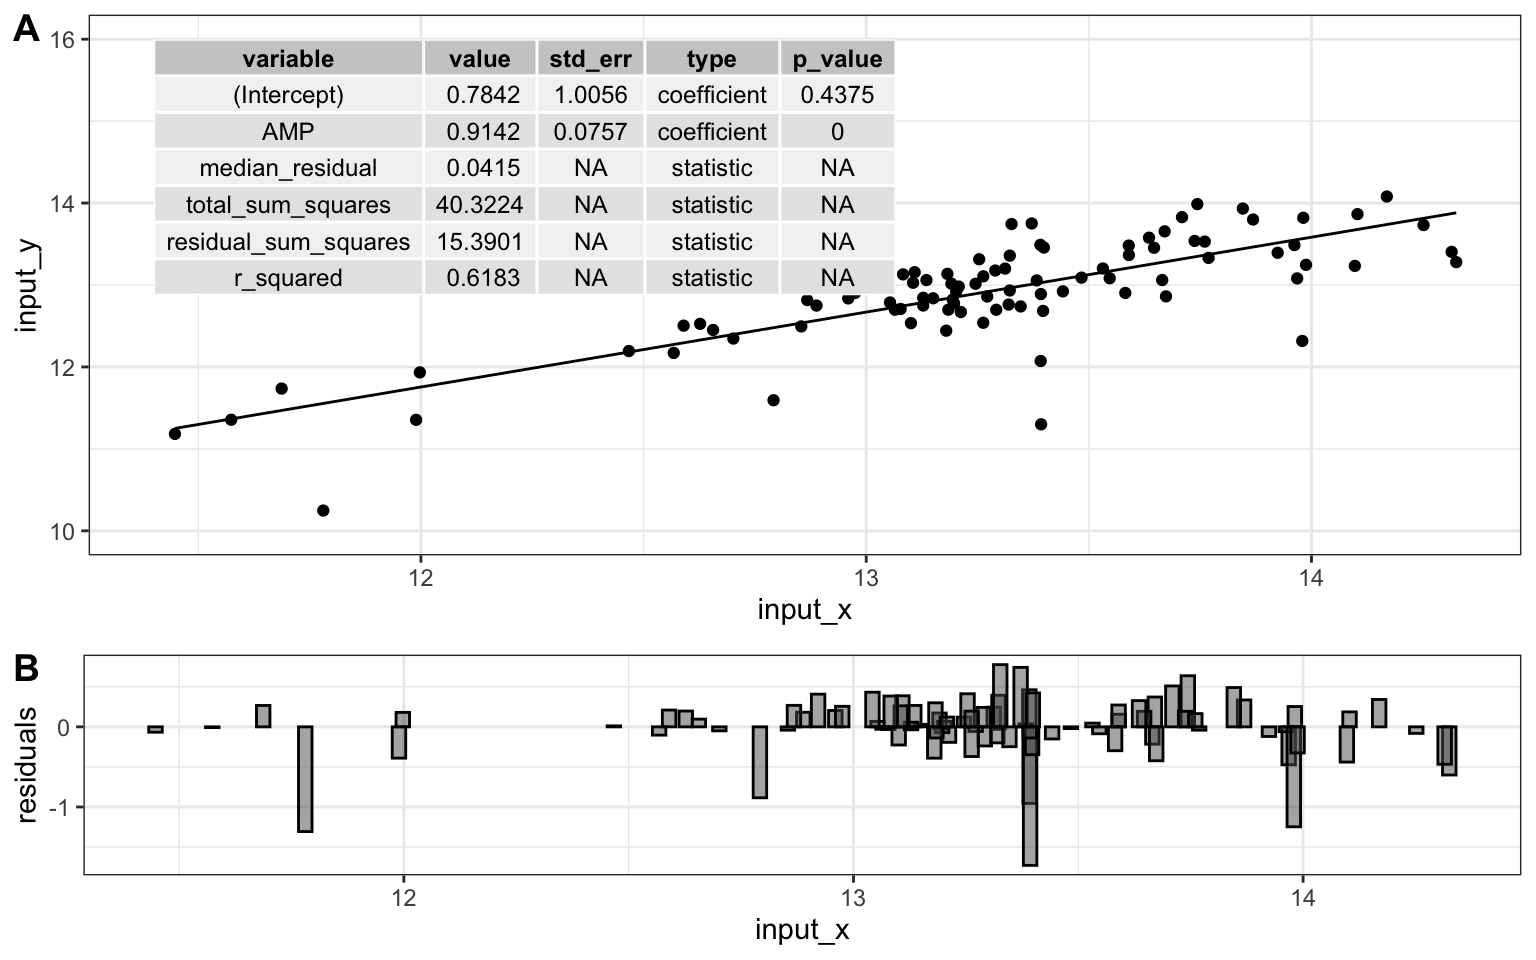 A
16
14
12
10
input_y
variable value std_err type p_value
(Intercept) 0.7842 1.0056 coefficient 0.4375
AMP 0.9142 0.0757 coefficient 0
median_residual 0.0415 NA statistic NA
total_sum_squares 40.3224 NA statistic NA
residual_sum_squares 15.3901 NA statistic NA
r_squared 0.6183 NA statistic NA
12 13 14
input_x
B
residuals
0
-1
12 13 14
input_x